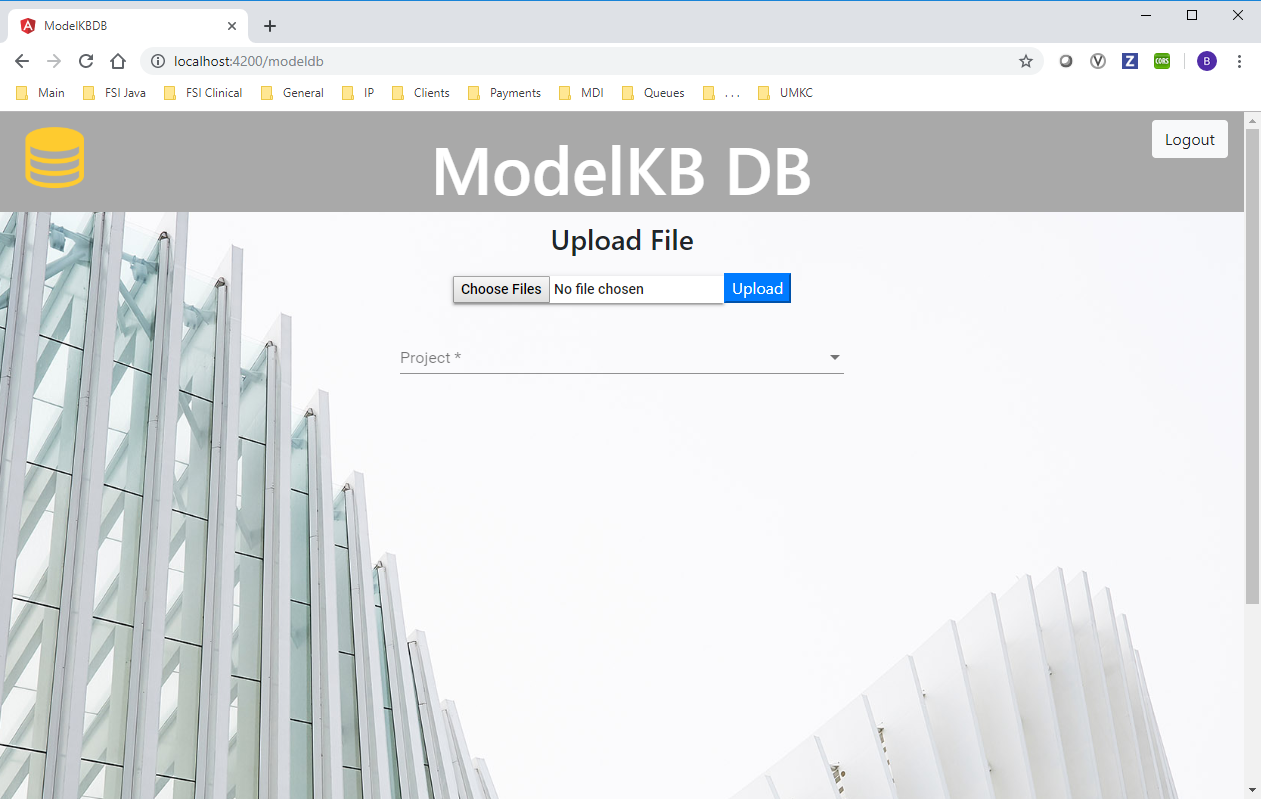 ModelKBDB
localhost:4200/modeldb
V Z CORS B
Main FSI Java FSI Clinical General IP Clients Payments MDI Queues . . . UMKC
Logout
ModelKB DB
Upload File
Choose Files No file chosen Upload
Project *